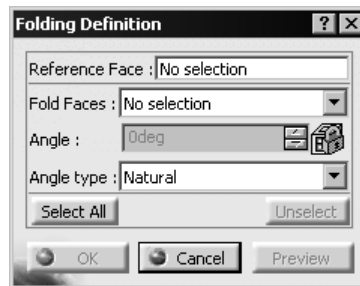 Folding Definition ? X
Reference Face : No selection
Fold Faces : No selection
Angle : 0deg
Angle type : Natural
Select All Unselect
OK Cancel Preview